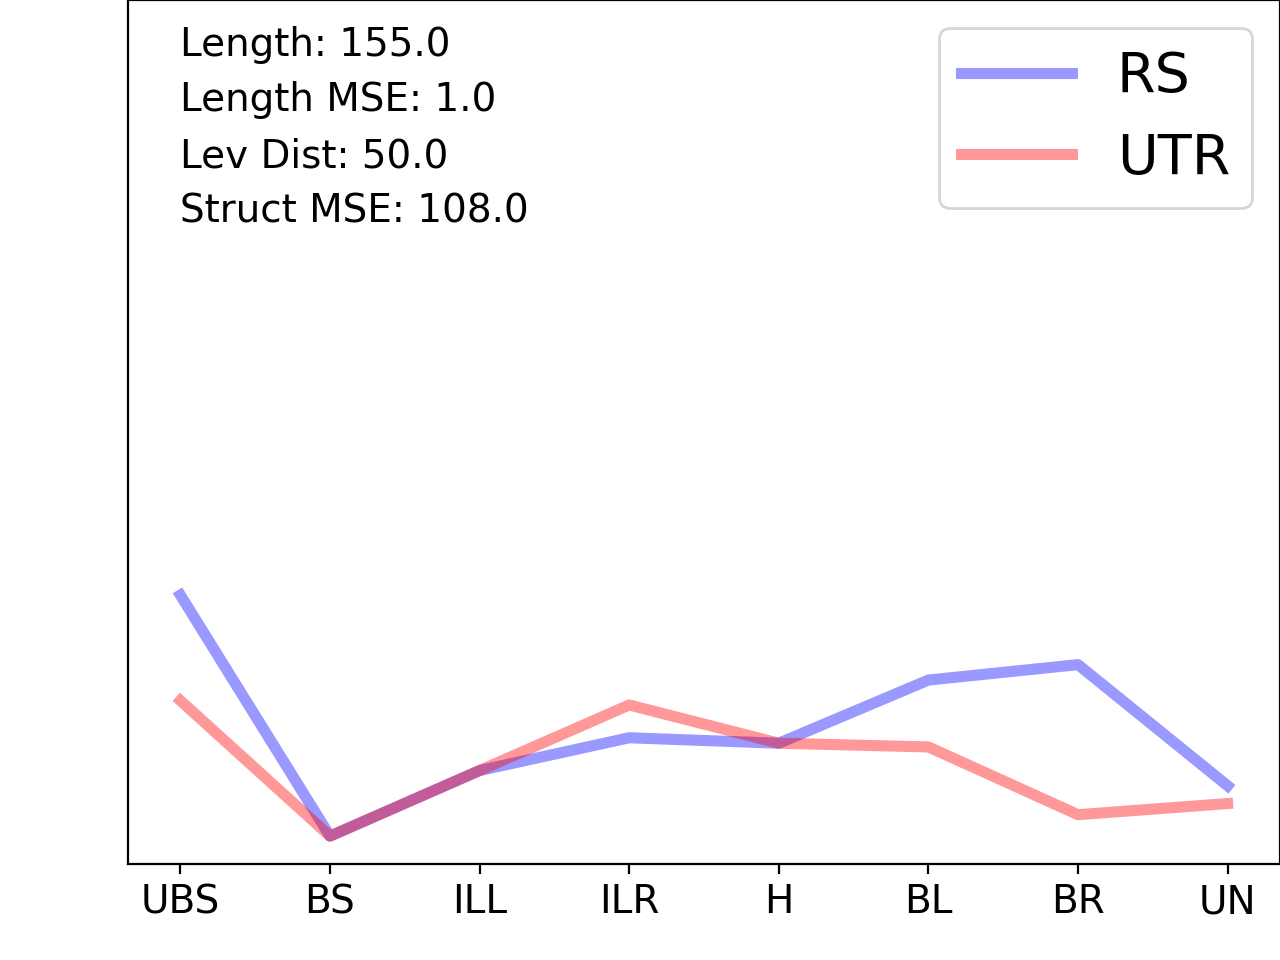 Length: 155.0
Length MSE: 1.0
Lev Dist: 50.0
Struct MSE: 108.0
RS
UTR
UBS BS ILL ILR H BL BR UN